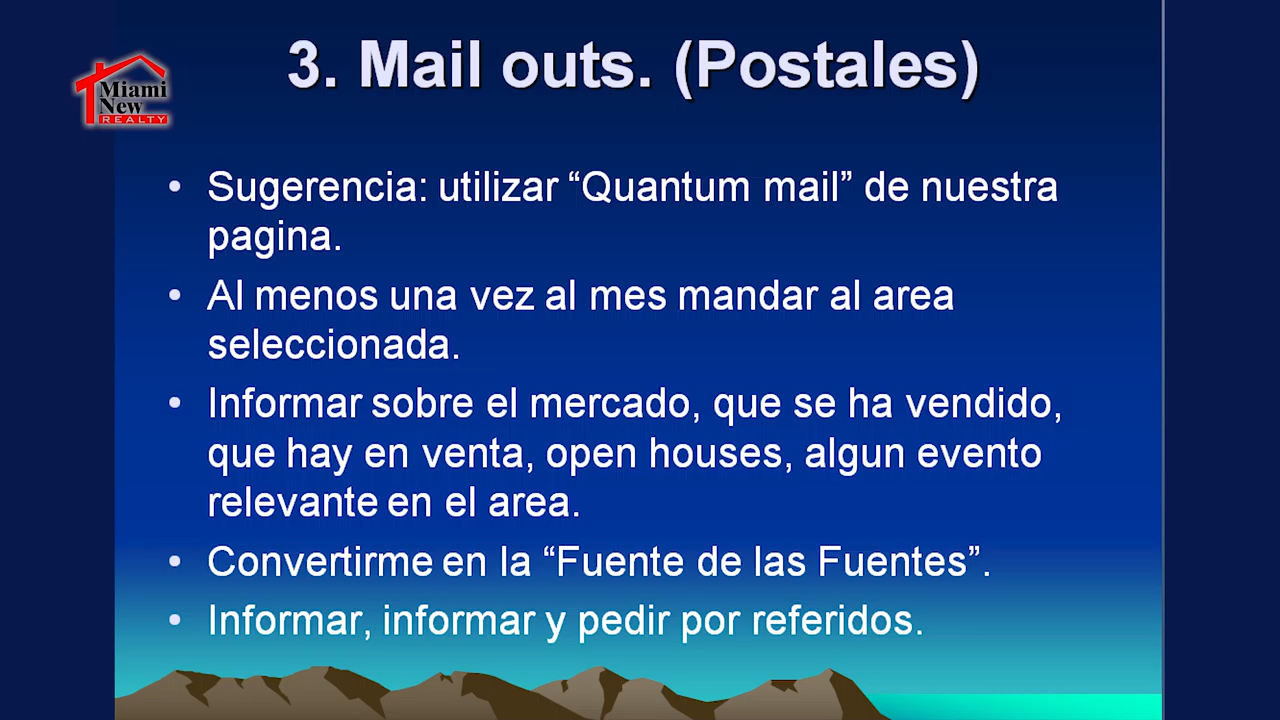 3. Mail outs. (Postales)
Miami
New
REALTY
• Sugerencia: utilizar “Quantum mail” de nuestra
pagina.
• Al menos una vez al mes mandar al area
seleccionada.
• Informar sobre el mercado, que se ha vendido,
que hay en venta, open houses, algun evento
relevante en el area.
• Convertirme en la “Fuente de las Fuentes”.
• Informar, informar y pedir por referidos.